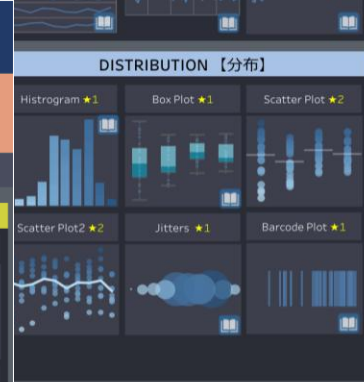 DISTRIBUTION 【分布】
Histrogram ★1
Box Plot ★1
Scatter Plot ★2
Scatter Plot2 ★2
Jitters ★1
Barcode Plot ★1